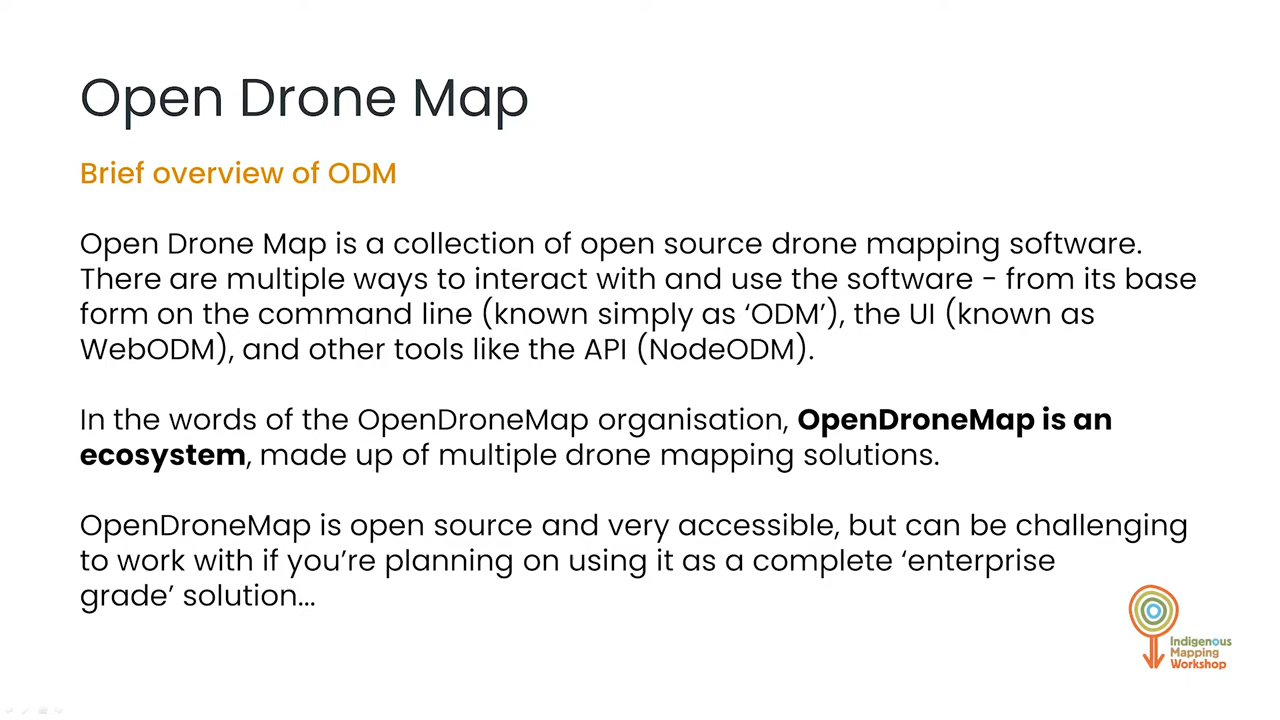 Open Drone Map
Brief overview of ODM
Open Drone Map is a collection of open source drone mapping software.
There are multiple ways to interact with and use the software - from its base
form on the command line (known simply as ‘ODM’), the UI (known as
WebODM), and other tools like the API (NodeODM).
In the words of the OpenDroneMap organisation, OpenDroneMap is an
ecosystem, made up of multiple drone mapping solutions.
OpenDroneMap is open source and very accessible, but can be challenging
to work with if you’re planning on using it as a complete ‘enterprise
grade’ solution...
Indigenous
Mapping
Workshop